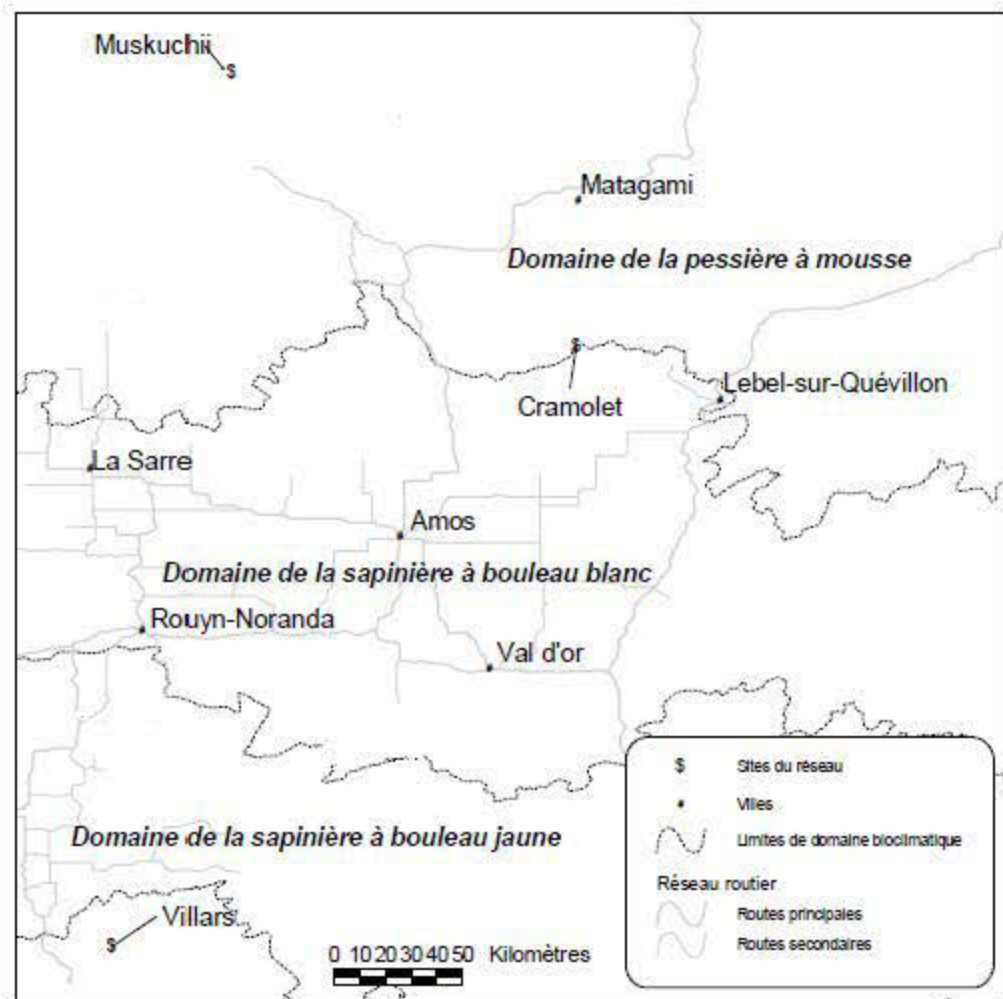 Muskuchii
$
Matagami
Domaine de la pessière à mousse
$
Lebel-sur-Quévillon
Cramolet
La Sarre
Amos
Domaine de la sapinière à bouleau blanc
Rouyn-Noranda
Val d'or
Domaine de la sapinière à bouleau jaune
Villars
$
0 10 20 30 40 50 Kilomètres
$ Sites du réseau
Villes
Limites de domaine bioclimatique
Réseau routier
Routes principales
Routes secondaires